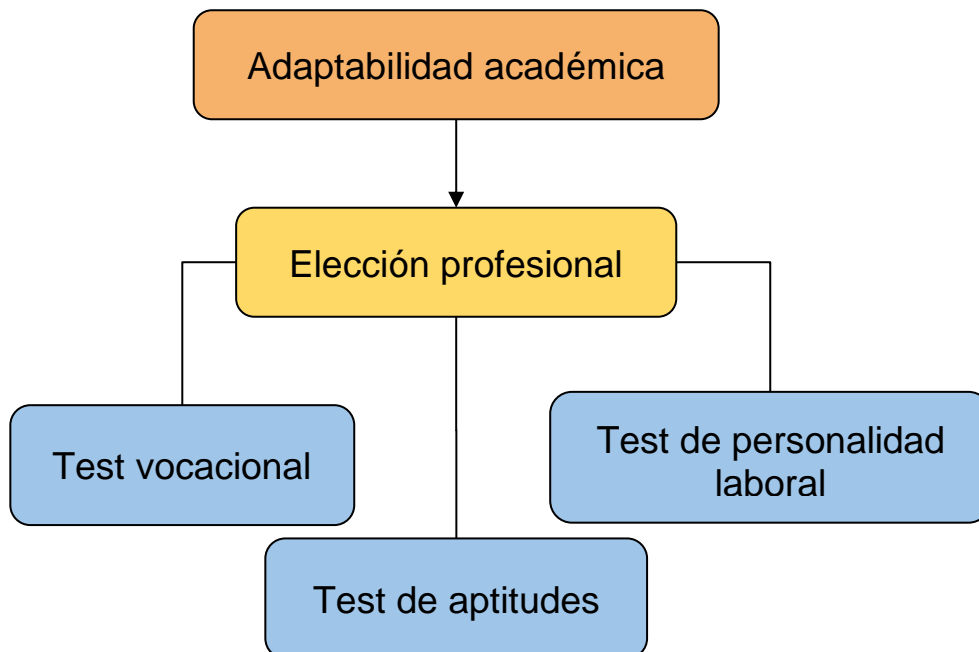 Adaptabilidad académica
Elección profesional
Test vocacional
Test de personalidad
laboral
Test de aptitudes